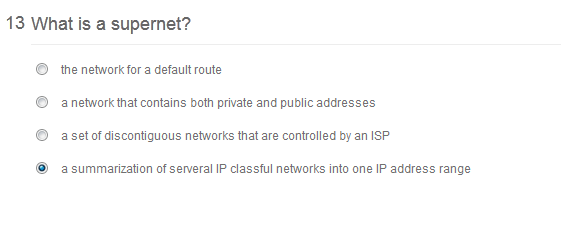 13 What is a supernet?
the network for a default route
a network that contains both private and public addresses
a set of discontiguous networks that are controlled by an ISP
a summarization of serveral IP classful networks into one IP address range